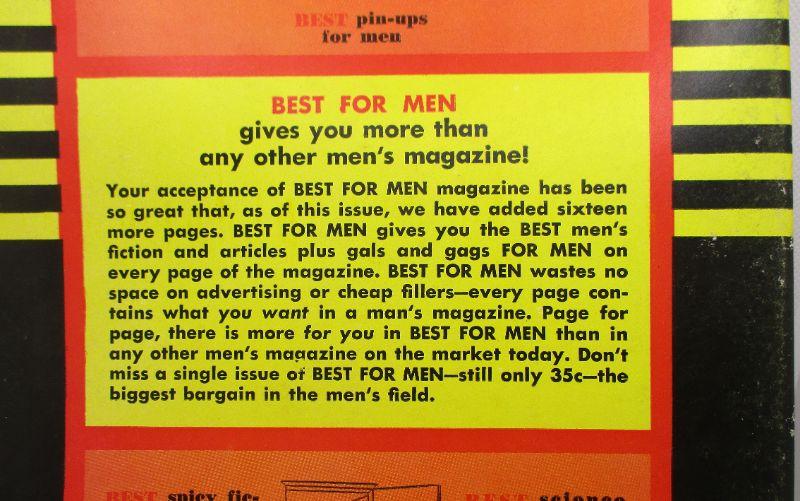 BEST pin-ups
for men
BEST FOR MEN
gives you more than
any other men's magazine!
Your acceptance of BEST FOR MEN magazine has been
so great that, as of this issue, we have added sixteen
more pages. BEST FOR MEN gives you the BEST men's
fiction and articles plus gals and gags FOR MEN on
every page of the magazine. BEST FOR MEN wastes no
space on advertising or cheap fillers—every page con-
tains what you want in a man's magazine. Page for
page, there is more for you in BEST FOR MEN than in
any other men's magazine on the market today. Don't
miss a single issue of BEST FOR MEN—still only 35c—the
biggest bargain in the men's field.
BEST spicy fic-
BEST science